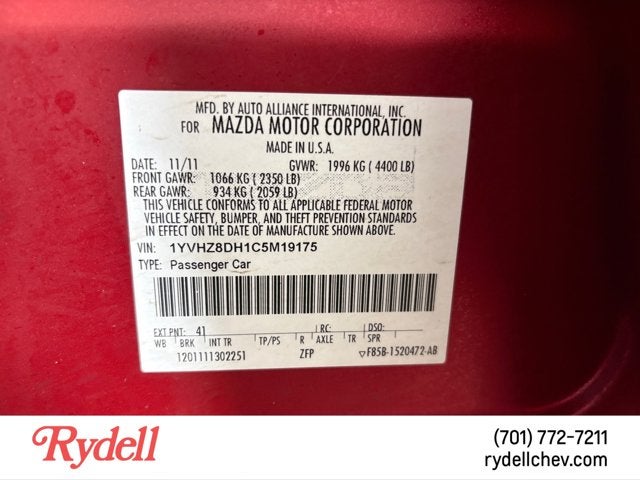 MFD. BY AUTO ALLIANCE INTERNATIONAL, INC.
FOR MAZDA MOTOR CORPORATION
MADE IN U.S.A.
DATE: 11/11 GVWR: 1996 KG ( 4400 LB)
FRONT GAWR: 1066 KG ( 2350 LB)
REAR GAWR: 934 KG ( 2059 LB)
THIS VEHICLE CONFORMS TO ALL APPLICABLE FEDERAL MOTOR
VEHICLE SAFETY, BUMPER, AND THEFT PREVENTION STANDARDS
IN EFFECT ON THE DATE OF MANUFACTURE SHOWN ABOVE.
VIN: 1YVHZ8DH1C5M19175
TYPE: Passenger Car
EXT PNT: 41 RC: DSO:
WB BRK INT TR TP/PS R AXLE TR SPR
1201111302251 ZFP ▽F85B-1520472-AB
Rydell
(701) 772-7211
rydellchev.com